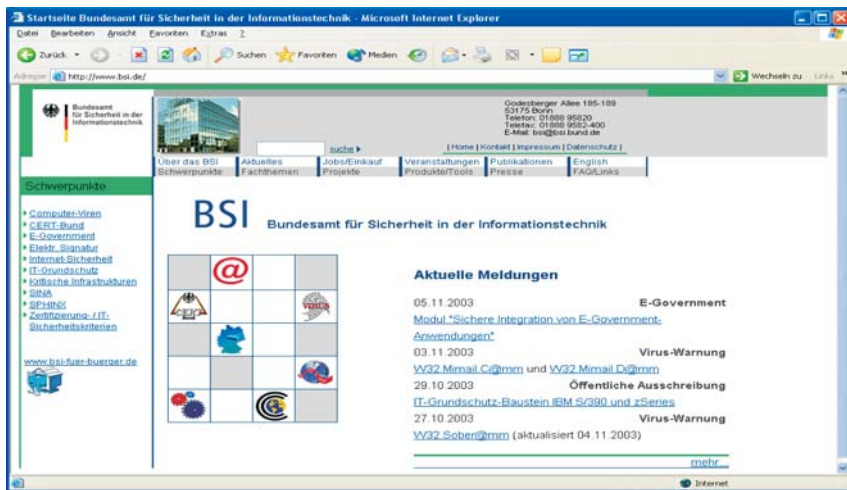 Startseite Bundesamt für Sicherheit in der Informationstechnik - Microsoft Internet Explorer
Datei Bearbeiten Ansicht Favoriten Extras ?
Zurück Suchen Favoriten Medien
Adresse http://www.bsi.de/ Wechseln zu Links »
Bundesamt
für Sicherheit in der
Informationstechnik
Godesberger Allee 185-189
53175 Bonn
Telefon: 01888 95820
Telefax: 01888 9582-400
E-Mail: bsi@bsi.bund.de
suche
| Home | Kontakt | Impressum | Datenschutz |
Über das BSI Aktuelles Jobs/Einkauf Veranstaltungen Publikationen English
Schwerpunkte Fachthemen Projekte Produkte/Tools Presse FAQ/Links
Schwerpunkte
Computer-Viren
CERT-Bund
E-Government
Elektr. Signatur
Internet-Sicherheit
IT-Grundschutz
Kritische Infrastrukturen
SINA
SPHINX
Zertifizierung- / IT-
Sicherheitskriterien
www.bsi-fuer-buerger.de
BSI Bundesamt für Sicherheit in der Informationstechnik
@
CERT
VIRUS
Aktuelle Meldungen
05.11.2003 E-Government
Modul "Sichere Integration von E-Government-
Anwendungen"
03.11.2003 Virus-Warnung
W32.Mimail.C@mm und W32.Mimail.D@mm
29.10.2003 Öffentliche Ausschreibung
IT-Grundschutz-Baustein IBM S/390 und zSeries
27.10.2003 Virus-Warnung
W32.Sober@mm (aktualisiert 04.11.2003)
mehr...
Internet